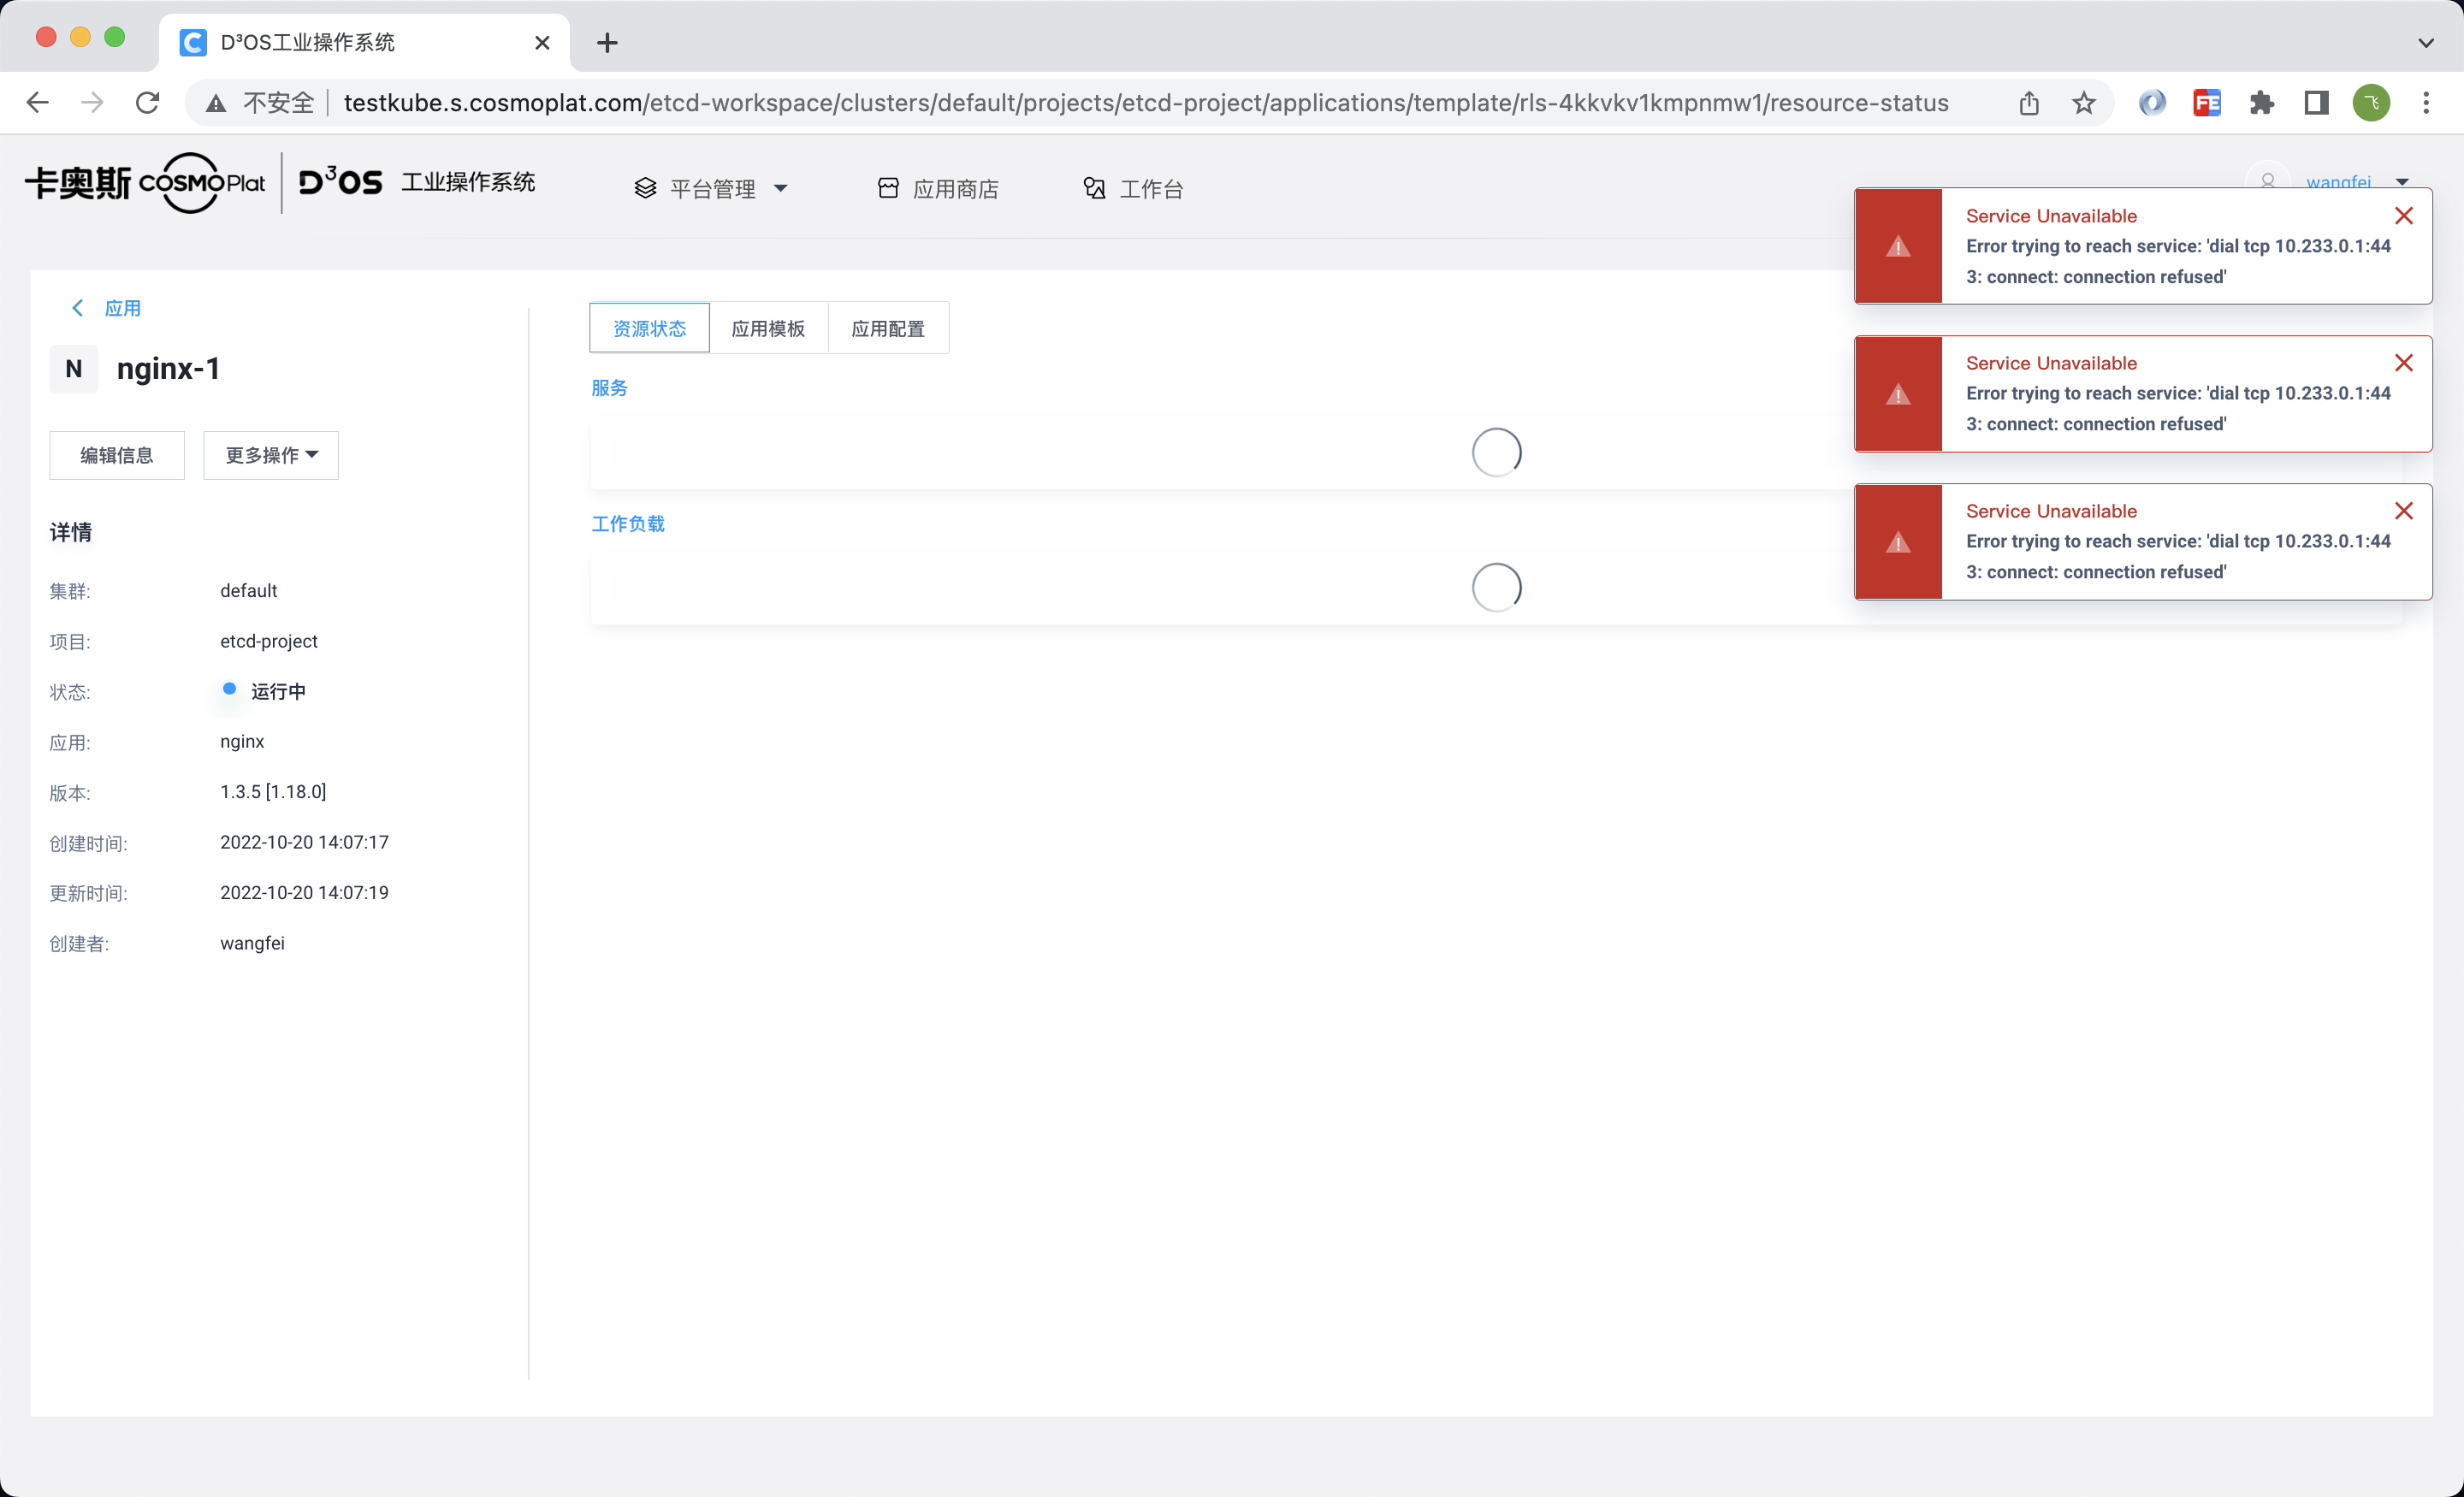 D³OS工业操作系统
不安全
testkube.s.cosmoplat.com/etcd-workspace/clusters/default/projects/etcd-project/applications/template/rls-4kkvkv1kmpnmw1/resource-status
FE
卡奥斯 COSMOPlat D³OS 工业操作系统
平台管理
应用商店
工作台
wangfei
Service Unavailable
Error trying to reach service: 'dial tcp 10.233.0.1:44
3: connect: connection refused'
Service Unavailable
Error trying to reach service: 'dial tcp 10.233.0.1:44
3: connect: connection refused'
Service Unavailable
Error trying to reach service: 'dial tcp 10.233.0.1:44
3: connect: connection refused'
应用
N nginx-1
编辑信息 更多操作
详情
集群: default
项目: etcd-project
状态: 运行中
应用: nginx
版本: 1.3.5 [1.18.0]
创建时间: 2022-10-20 14:07:17
更新时间: 2022-10-20 14:07:19
创建者: wangfei
资源状态 应用模板 应用配置
服务
工作负载